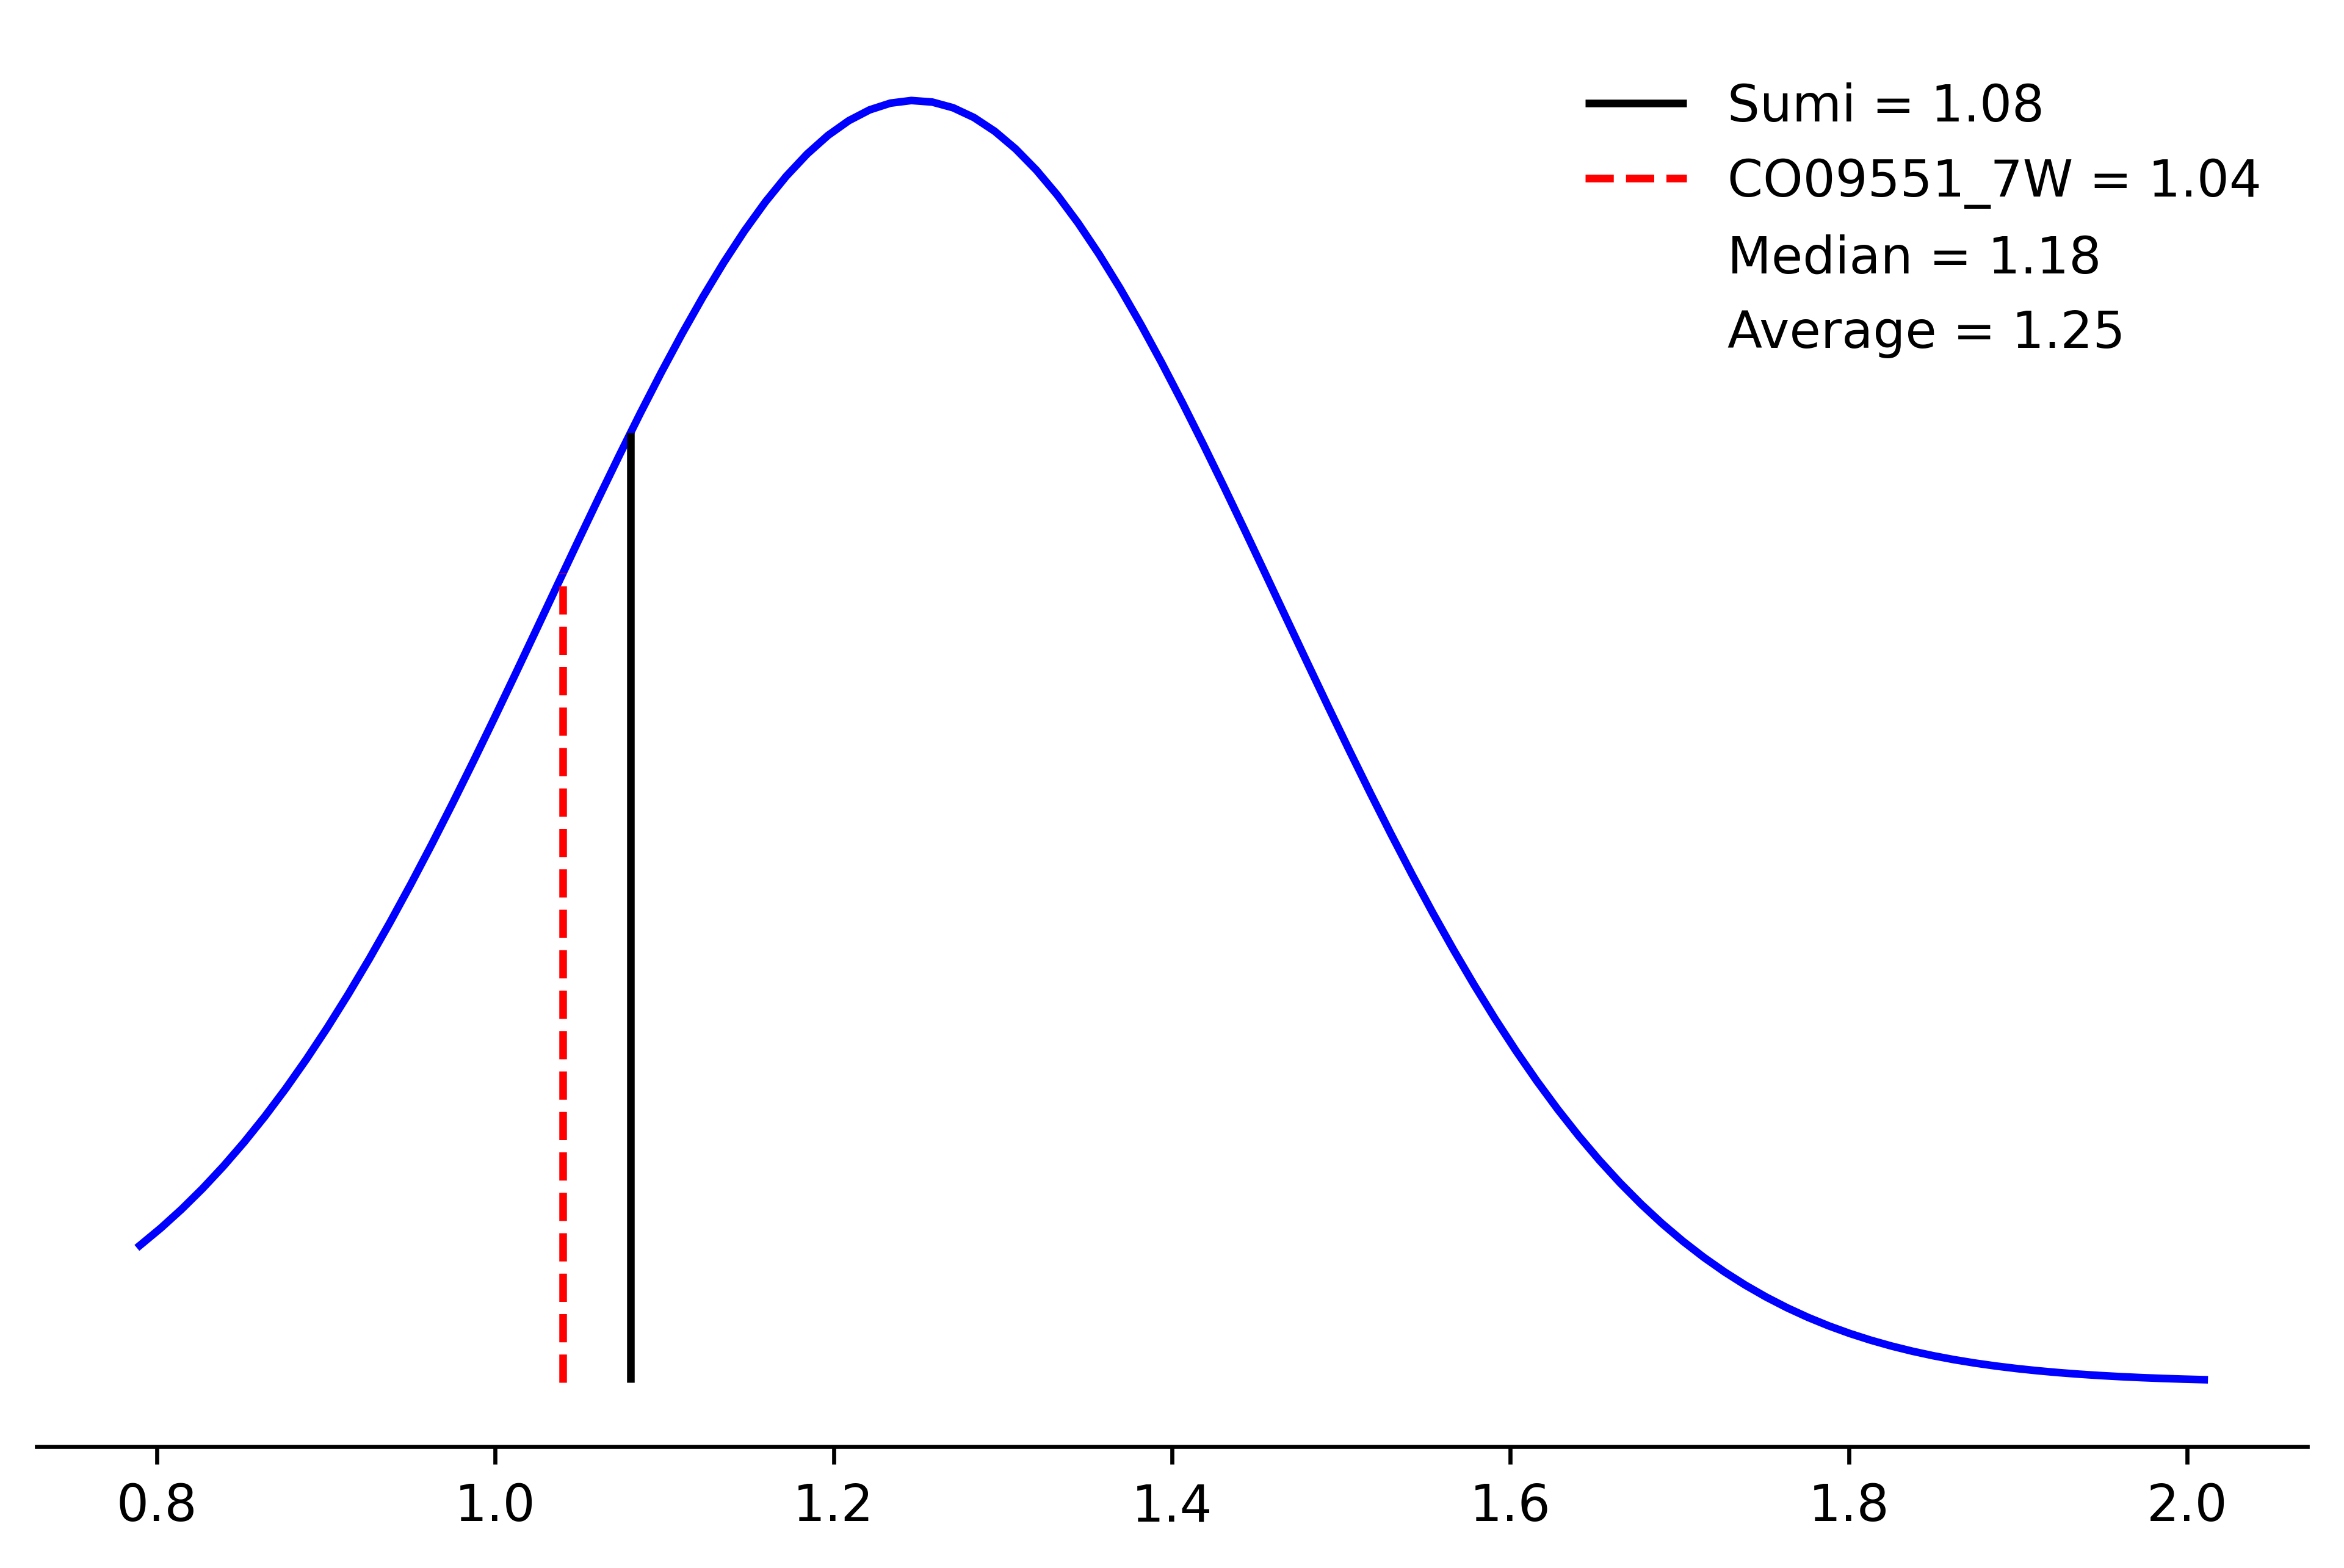 Sumi = 1.08
CO09551_7W = 1.04
Median = 1.18
Average = 1.25
0.8 1.0 1.2 1.4 1.6 1.8 2.0